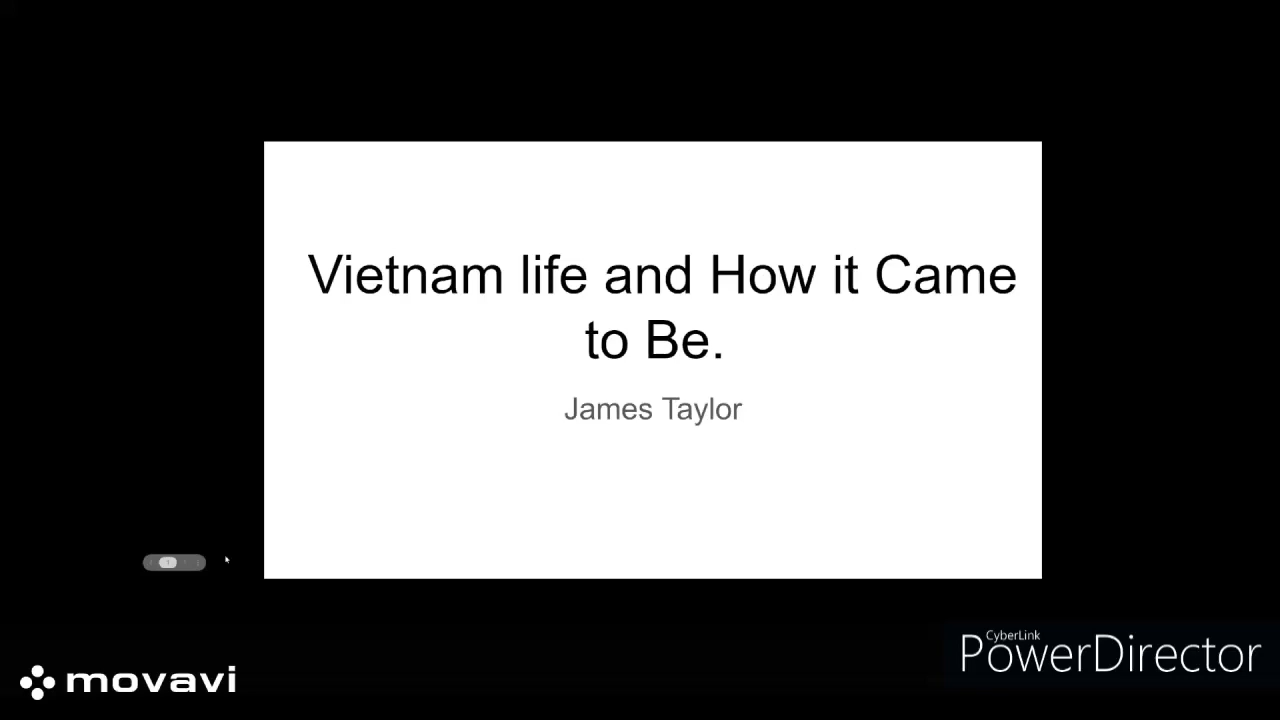 Vietnam life and How it Came
to Be.
James Taylor
CyberLink
PowerDirector
movavi